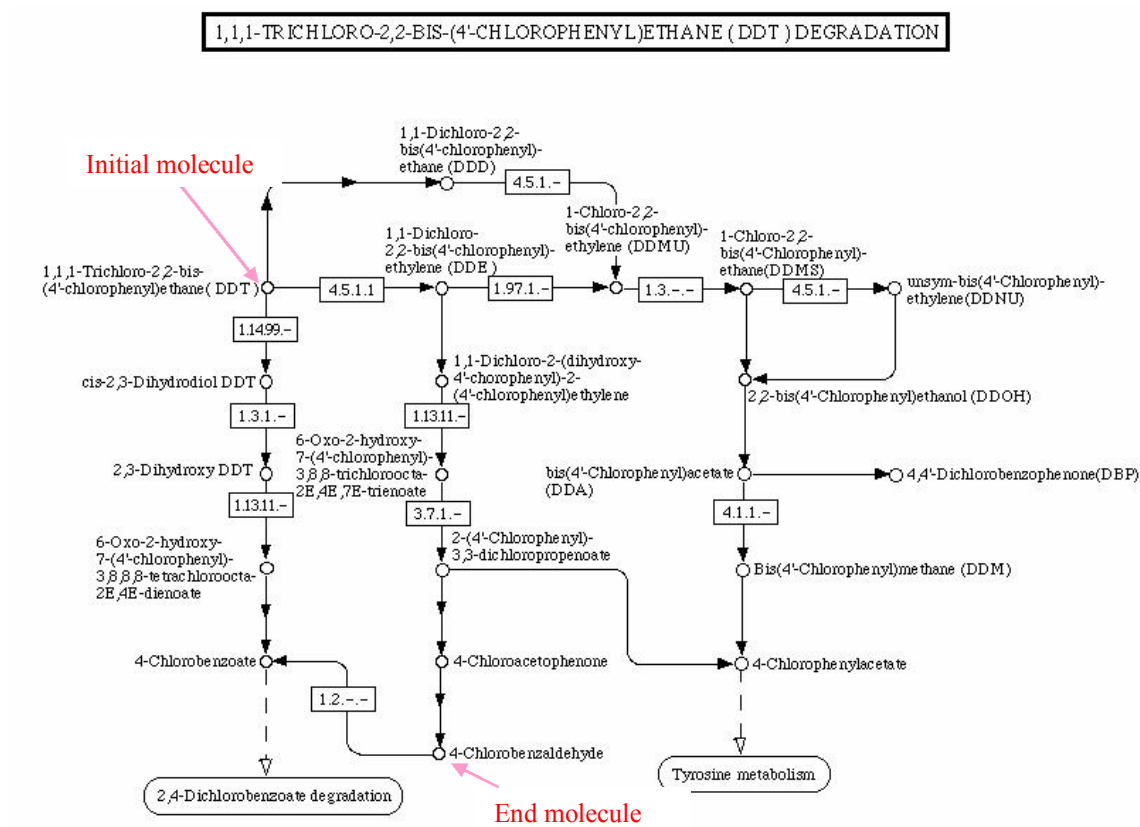 1,1,1-TRICHLORO-2,2-BIS-(4'-CHLOROPHENYL)ETHANE ( DDT ) DEGRADATION
Initial molecule
1,1-Dichloro-2,2-
bis(4'-chlorophenyl)-
ethane (DDD)
4.5.1.-
1-Chloro-2,2-
bis(4'-chlorophenyl)-
ethylene (DDMU)
1,1-Dichloro-
2,2-bis(4'-chlorophenyl)-
ethylene (DDE)
1-Chloro-2,2-
bis(4'-chlorophenyl)-
ethane(DDMS)
1,1,1-Trichloro-2,2-bis-
(4'-chlorophenyl)ethane( DDT )
4.5.1.1
1.97.1.-
1.3.-.-
4.5.1.-
unsym-bis(4'-Chlorophenyl)-
ethylene(DDNU)
1.14.99.-
cis-2,3-Dihydrodiol DDT
1,1-Dichloro-2-(dihydroxy-
4'-chorophenyl)-2-
(4'-chlorophenyl)ethylene
2,2-bis(4'-Chlorophenyl)ethanol (DDOH)
1.3.1.-
1.13.11.-
2,3-Dihydroxy DDT
6-Oxo-2-hydroxy-
7-(4'-chlorophenyl)-
3,8,8-trichloroocta-
2E,4E,7E-trienoate
bis(4'-Chlorophenyl)acetate
(DDA)
4,4'-Dichlorobenzophenone(DBP)
1.13.11.-
3.7.1.-
4.1.1.-
6-Oxo-2-hydroxy-
7-(4'-chlorophenyl)-
3,8,8,8-tetrachloroocta-
2E,4E-dienoate
2-(4'-Chlorophenyl)-
3,3-dichloropropenoate
Bis(4'-Chlorophenyl)methane (DDM)
4-Chlorobenzoate
4-Chloroacetophenone
4-Chlorophenylacetate
1.2.-.-
4-Chlorobenzaldehyde
2,4-Dichlorobenzoate degradation
Tyrosine metabolism
End molecule